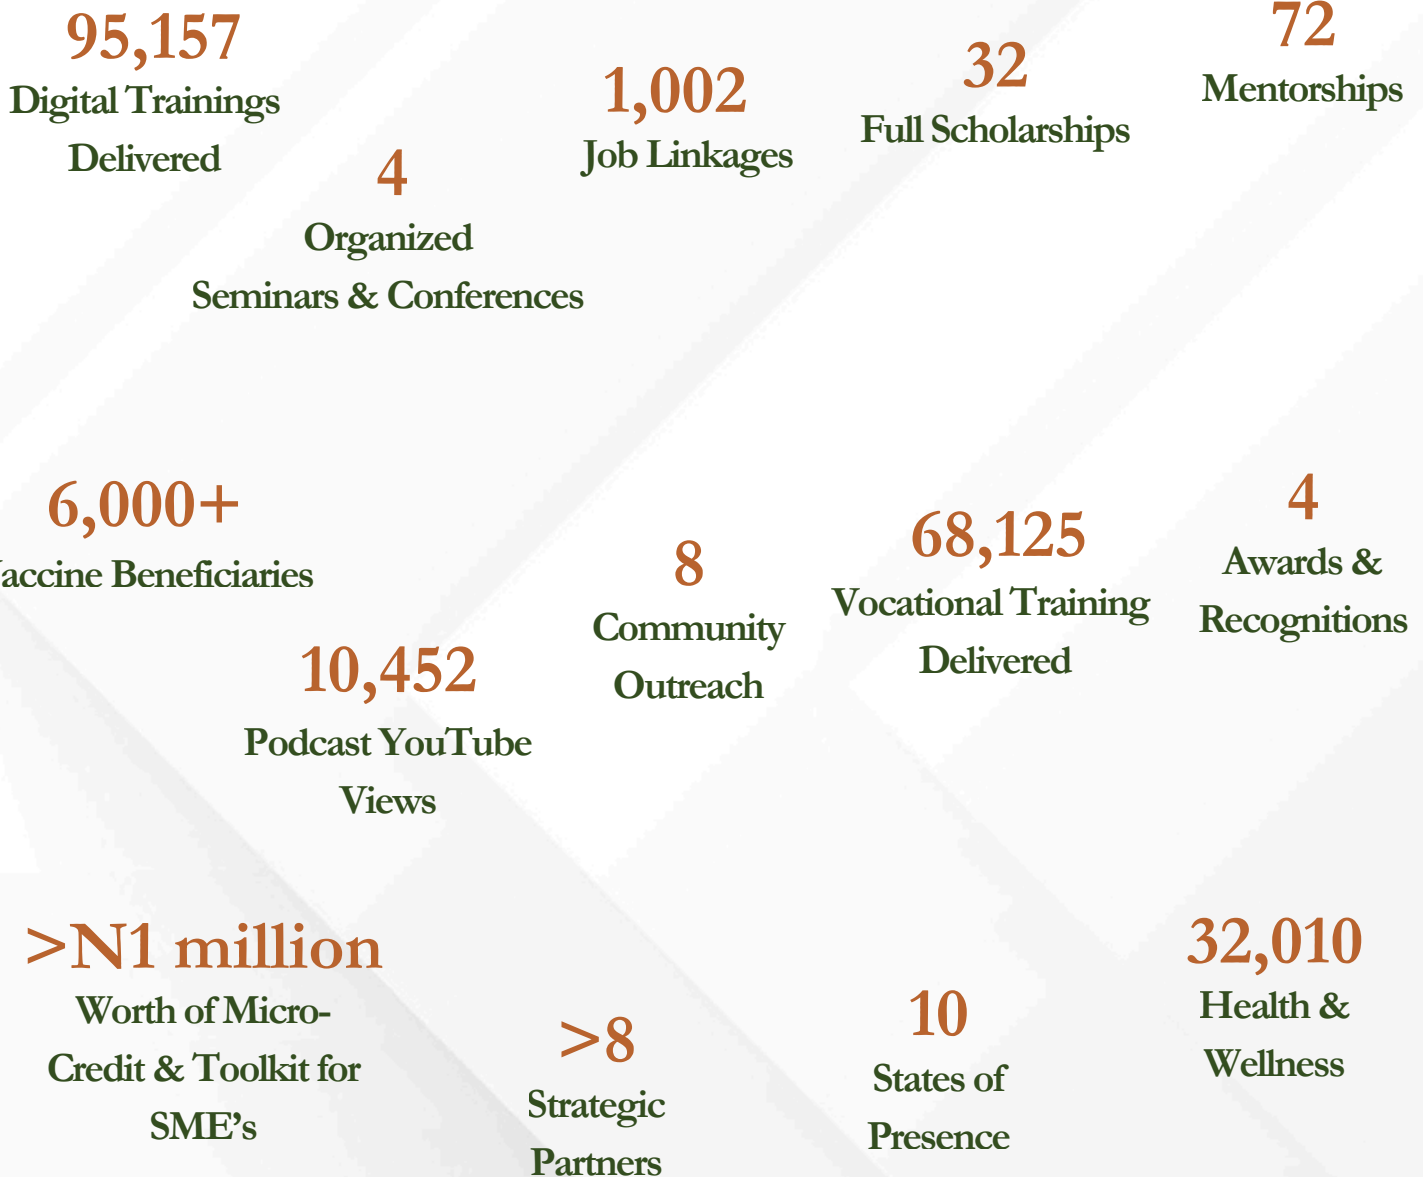 95,157
Digital Trainings
Delivered
4
Organized
Seminars & Conferences
1,002
Job Linkages
32
Full Scholarships
72
Mentorships
6,000+
Beneficiaries
10,452
Podcast YouTube
Views
8
Community
Outreach
68,125
Vocational Training
Delivered
4
Awards &
Recognitions
>N1 million
Worth of Micro-
Credit & Toolkit for
SME’s
>8
Strategic
Partners
10
States of
Presence
32,010
Health &
Wellness